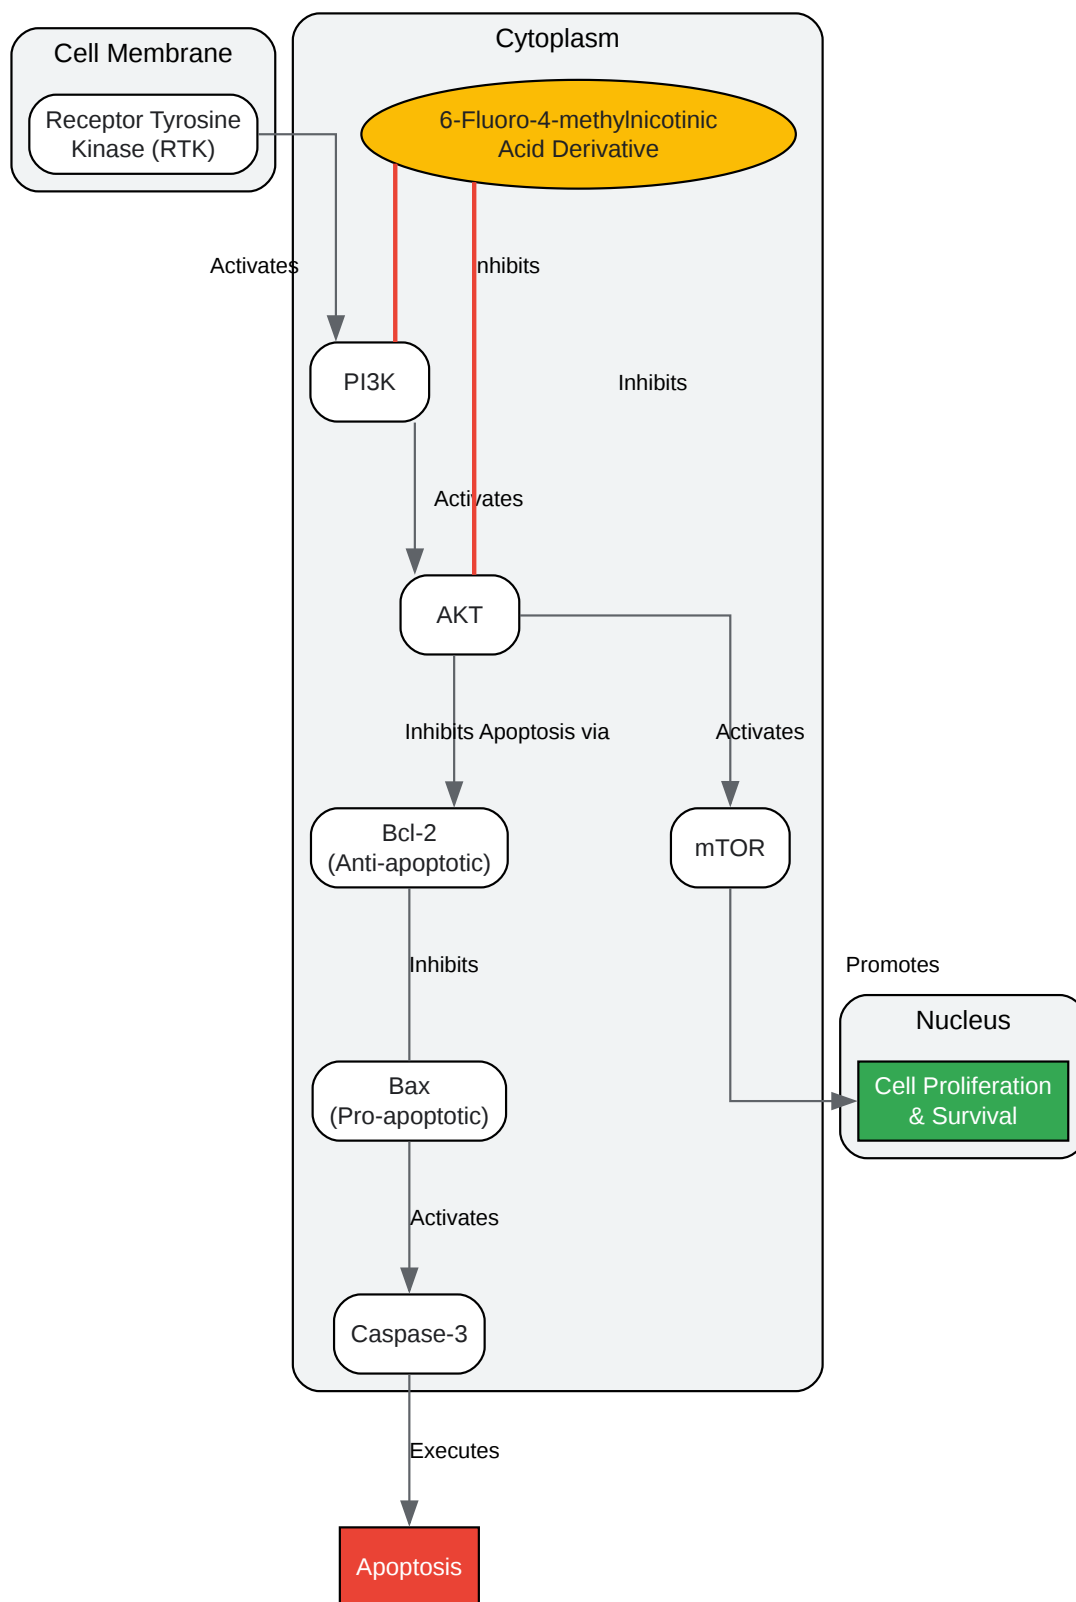 Cell Membrane
Receptor Tyrosine
Kinase (RTK)
Cytoplasm
6-Fluoro-4-methylnicotinic
Acid Derivative
Activates
Inhibits
PI3K
Inhibits
Activates
AKT
Inhibits Apoptosis via
Activates
Bcl-2
(Anti-apoptotic)
mTOR
Inhibits
Promotes
Nucleus
Cell Proliferation
& Survival
Bax
(Pro-apoptotic)
Activates
Caspase-3
Executes
Apoptosis